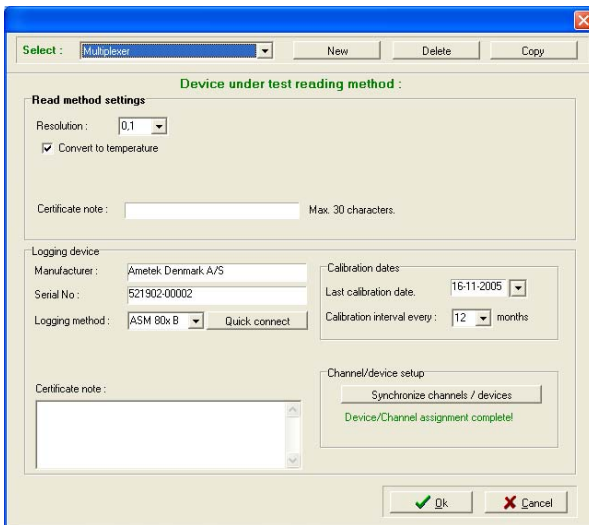 Select : Multiplexer New Delete Copy
Device under test reading method :
Read method settings
Resolution : 0,1
Convert to temperature
Certificate note : Max. 30 characters.
Logging device
Manufacturer : Ametek Denmark A/S
Serial No : 521902-00002
Logging method : ASM 80x B Quick connect
Certificate note :
Calibration dates
Last calibration date. 16-11-2005
Calibration interval every : 12 months
Channel/device setup
Synchronize channels / devices
Device/Channel assignment complete!
Ok Cancel